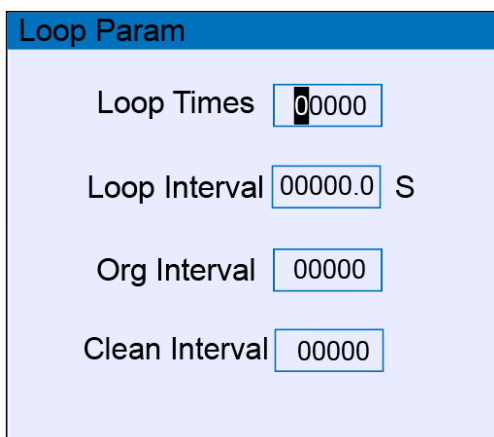 Loop Param
Loop Times 00000
Loop Interval 00000.0 S
Org Interval 00000
Clean Interval 00000